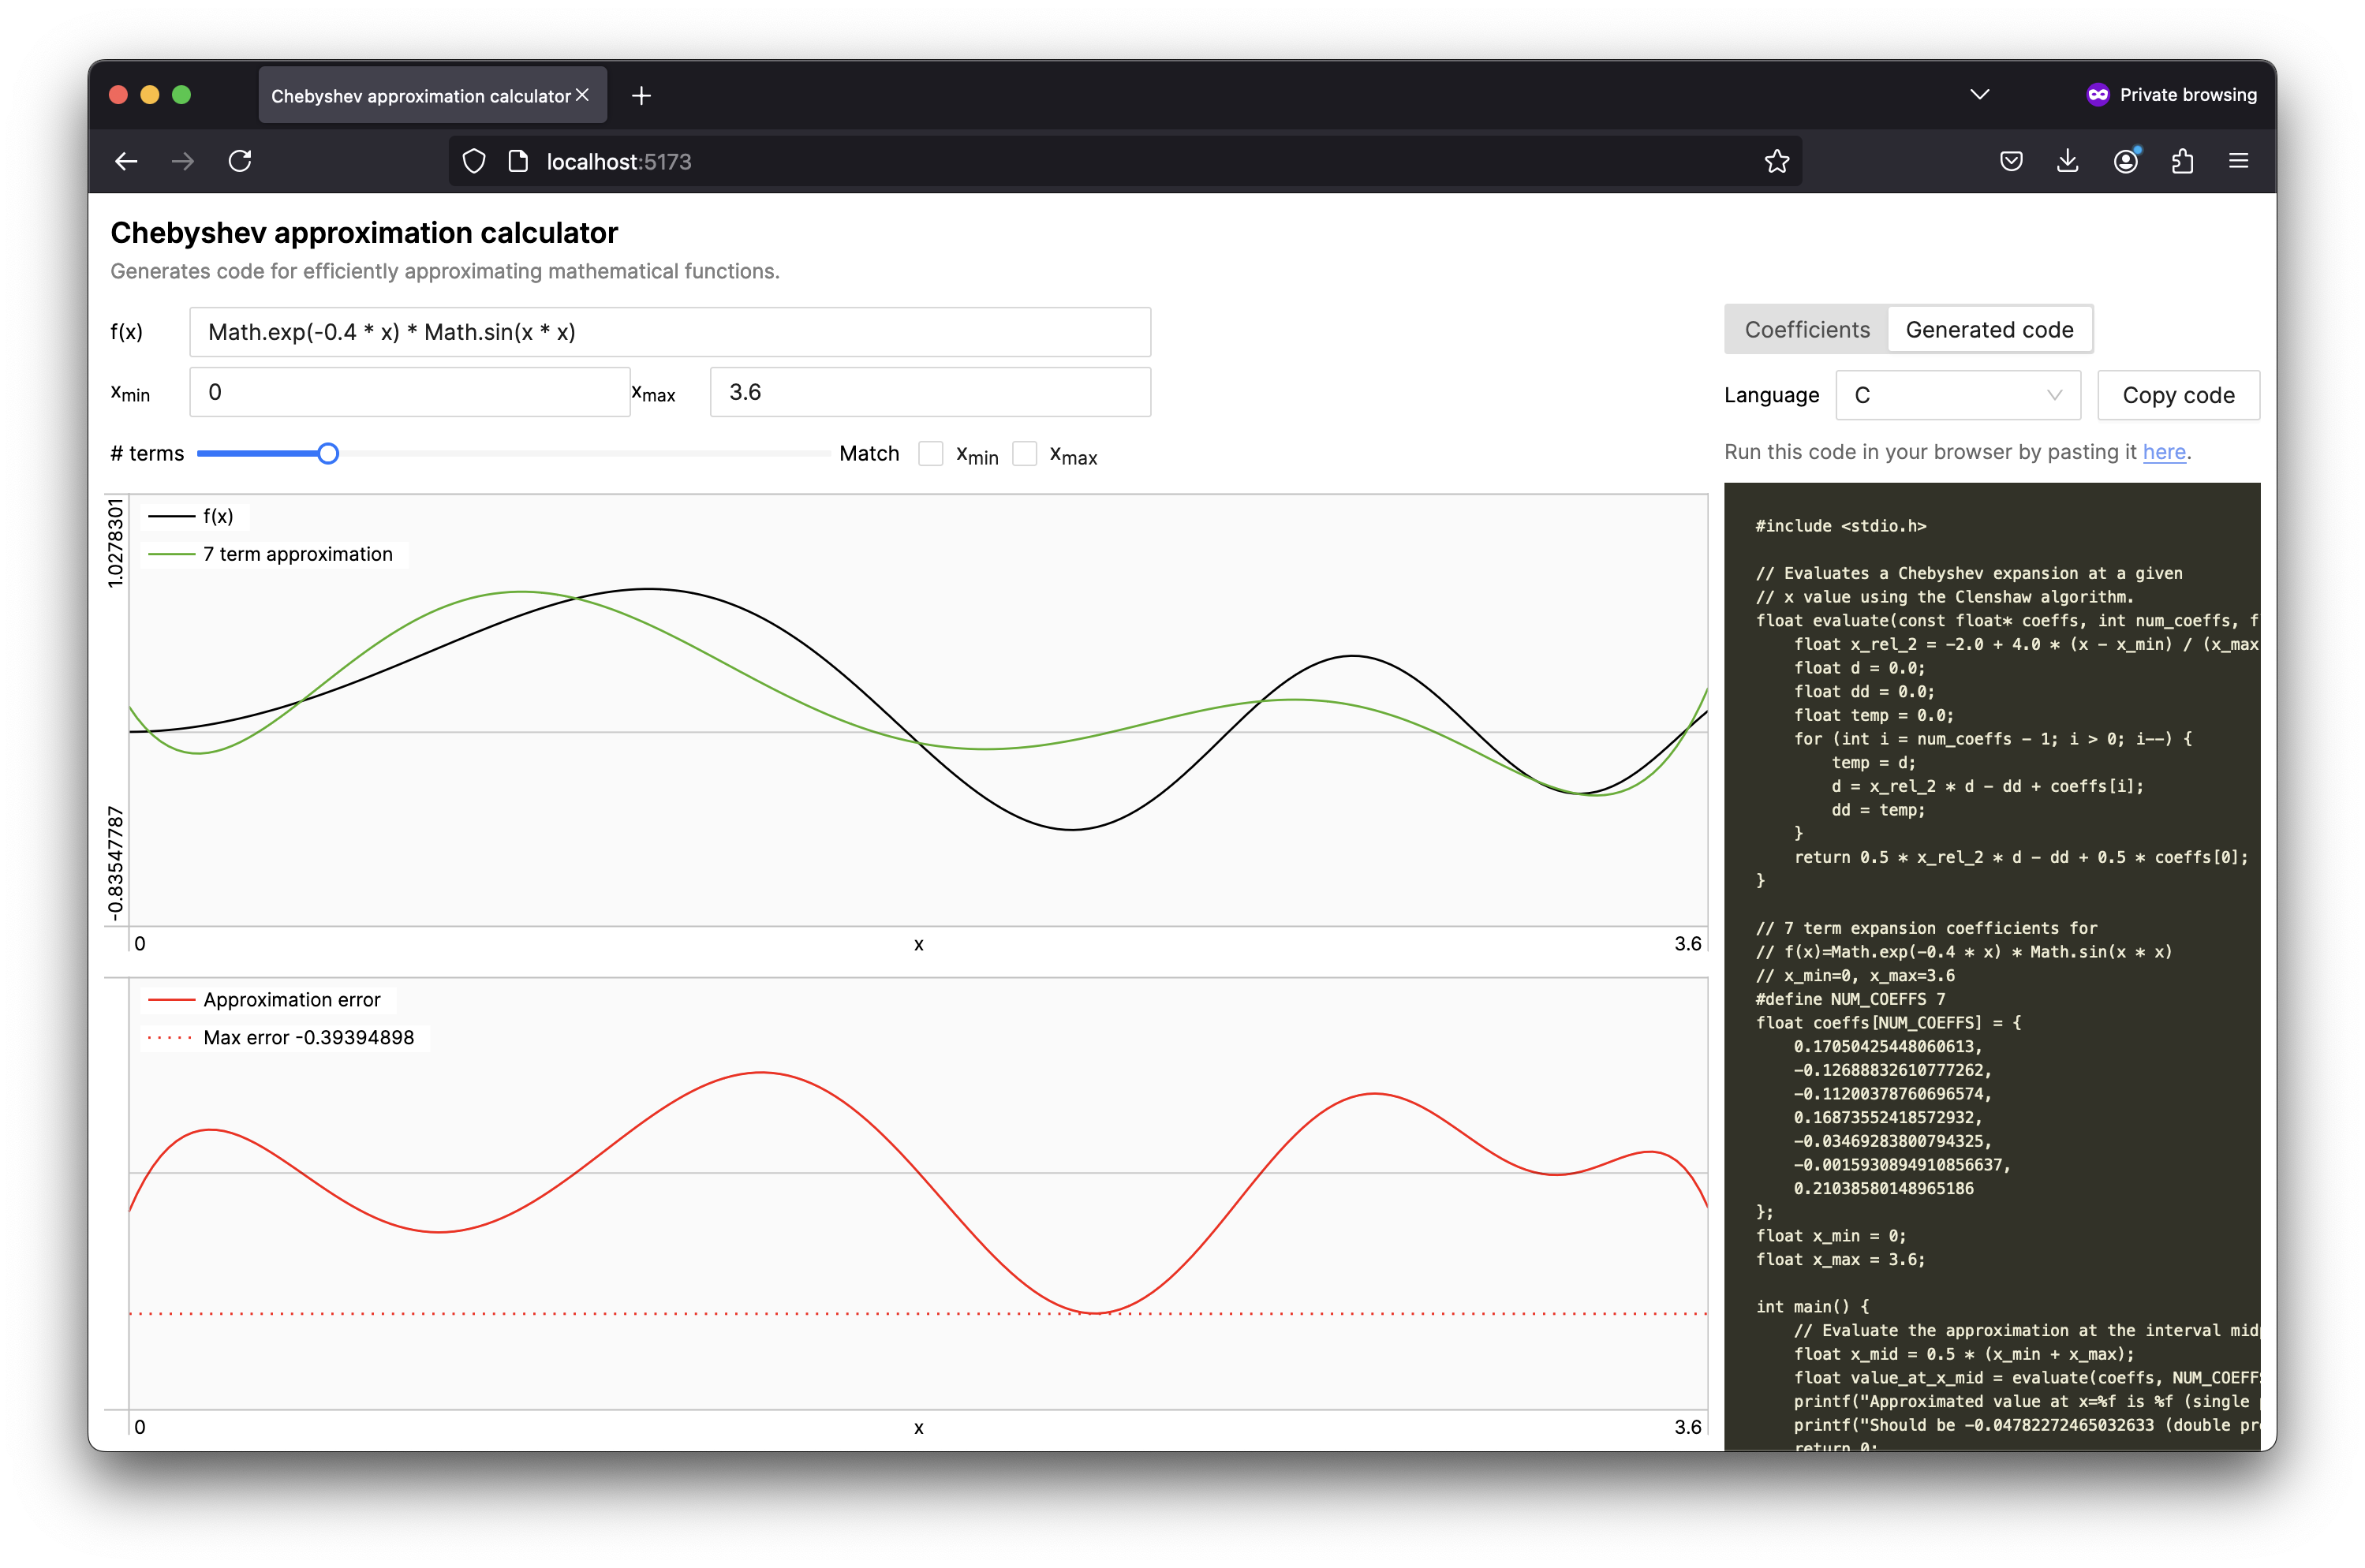 Chebyshev approximation calculator
Private browsing
localhost:5173
Chebyshev approximation calculator
Generates code for efficiently approximating mathematical functions.
f(x)
Math.exp(-0.4 * x) * Math.sin(x * x)
xmin
0
xmax
3.6
# terms
Match
xmin
xmax
1.0278301
-0.83547787
f(x)
7 term approximation
0
x
3.6
Approximation error
Max error -0.39394898
0
x
3.6
Coefficients
Generated code
Language
C
Copy code
Run this code in your browser by pasting it here.
#include <stdio.h>
// Evaluates a Chebyshev expansion at a given
// x value using the Clenshaw algorithm.
float evaluate(const float* coeffs, int num_coeffs, f
float x_rel_2 = -2.0 + 4.0 * (x - x_min) / (x_max
float d = 0.0;
float dd = 0.0;
float temp = 0.0;
for (int i = num_coeffs - 1; i > 0; i--) {
temp = d;
d = x_rel_2 * d - dd + coeffs[i];
dd = temp;
}
return 0.5 * x_rel_2 * d - dd + 0.5 * coeffs[0];
}
// 7 term expansion coefficients for
// f(x)=Math.exp(-0.4 * x) * Math.sin(x * x)
// x_min=0, x_max=3.6
#define NUM_COEFFS 7
float coeffs[NUM_COEFFS] = {
0.17050425448060613,
-0.12688832610777262,
-0.11200378760696574,
0.16873552418572932,
-0.03469283800794325,
-0.0015930894910856637,
0.21038580148965186
};
float x_min = 0;
float x_max = 3.6;
int main() {
// Evaluate the approximation at the interval mid
float x_mid = 0.5 * (x_min + x_max);
float value_at_x_mid = evaluate(coeffs, NUM_COEFFS
printf("Approximated value at x=%f is %f (single
printf("Should be -0.04782272465032633 (double pr
return 0;